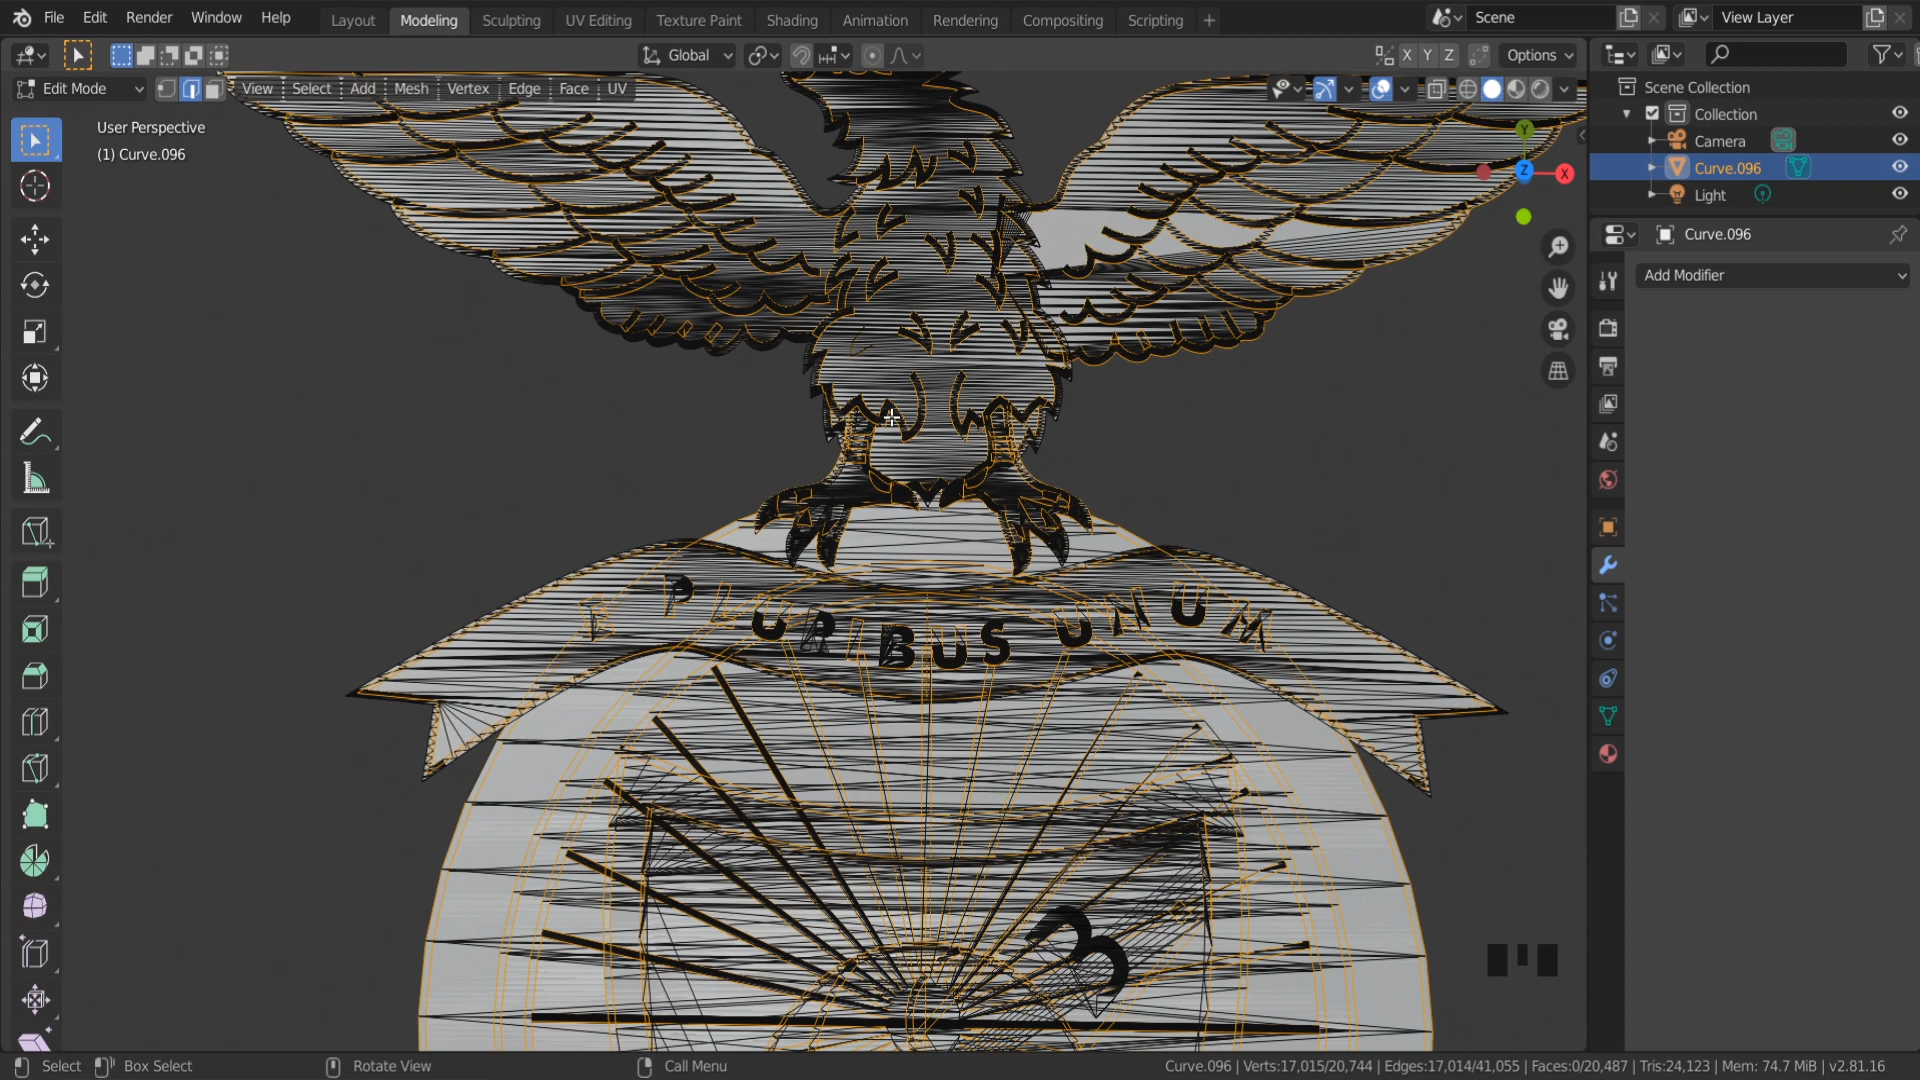 File Edit Render Window Help Layout Modeling Sculpting UV Editing Texture Paint Shading Animation Rendering Compositing Scripting + Scene View Layer
Global X Y Z Options
Edit Mode View Select Add Mesh Vertex Edge Face UV
User Perspective
(1) Curve.096
Y
Z X
Scene Collection
Collection
Camera
Curve.096
Light
Curve.096
Add Modifier
E PLURIBUS UNUM
3
Select Box Select Rotate View Call Menu Curve.096 | Verts:17,015/20,744 | Edges:17,014/41,055 | Faces:0/20,487 | Tris:24,123 | Mem: 74.7 MiB | v2.81.16